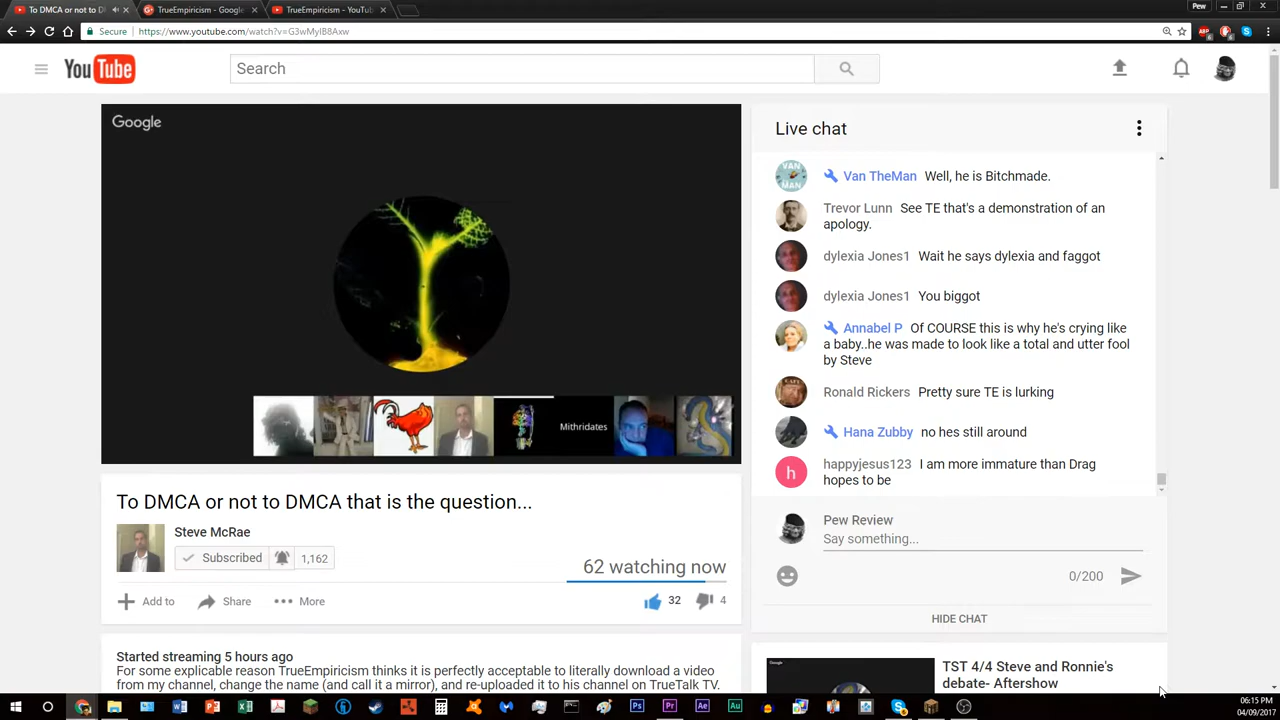 To DMCA or not to D
TrueEmpiricism - Google
TrueEmpiricism - YouTu
Pew
Secure
https://www.youtube.com/watch?v=G3wMyIB8Axw
YouTube
Search
Google
Mithridates
Live chat
Van TheMan Well, he is Bitchmade.
Trevor Lunn See TE that's a demonstration of an
apology.
dylexia Jones1 Wait he says dylexia and faggot
dylexia Jones1 You biggot
Annabel P Of COURSE this is why he's crying like
a baby..he was made to look like a total and utter fool
by Steve
Ronald Rickers Pretty sure TE is lurking
Hana Zubby no hes still around
h happyjesus123 I am more immature than Drag
hopes to be
Pew Review
Say something...
0/200
HIDE CHAT
To DMCA or not to DMCA that is the question...
Steve McRae
Subscribed 1,162
62 watching now
Add to Share More 32 4
Started streaming 5 hours ago
For some explicable reason TrueEmpiricism thinks it is perfectly acceptable to literally download a video
from my channel, change the name (and call it a mirror), and re-uploaded it to his channel on TrueTalk TV.
Google
TST 4/4 Steve and Ronnie's
debate- Aftershow
06:15 PM
04/09/2017